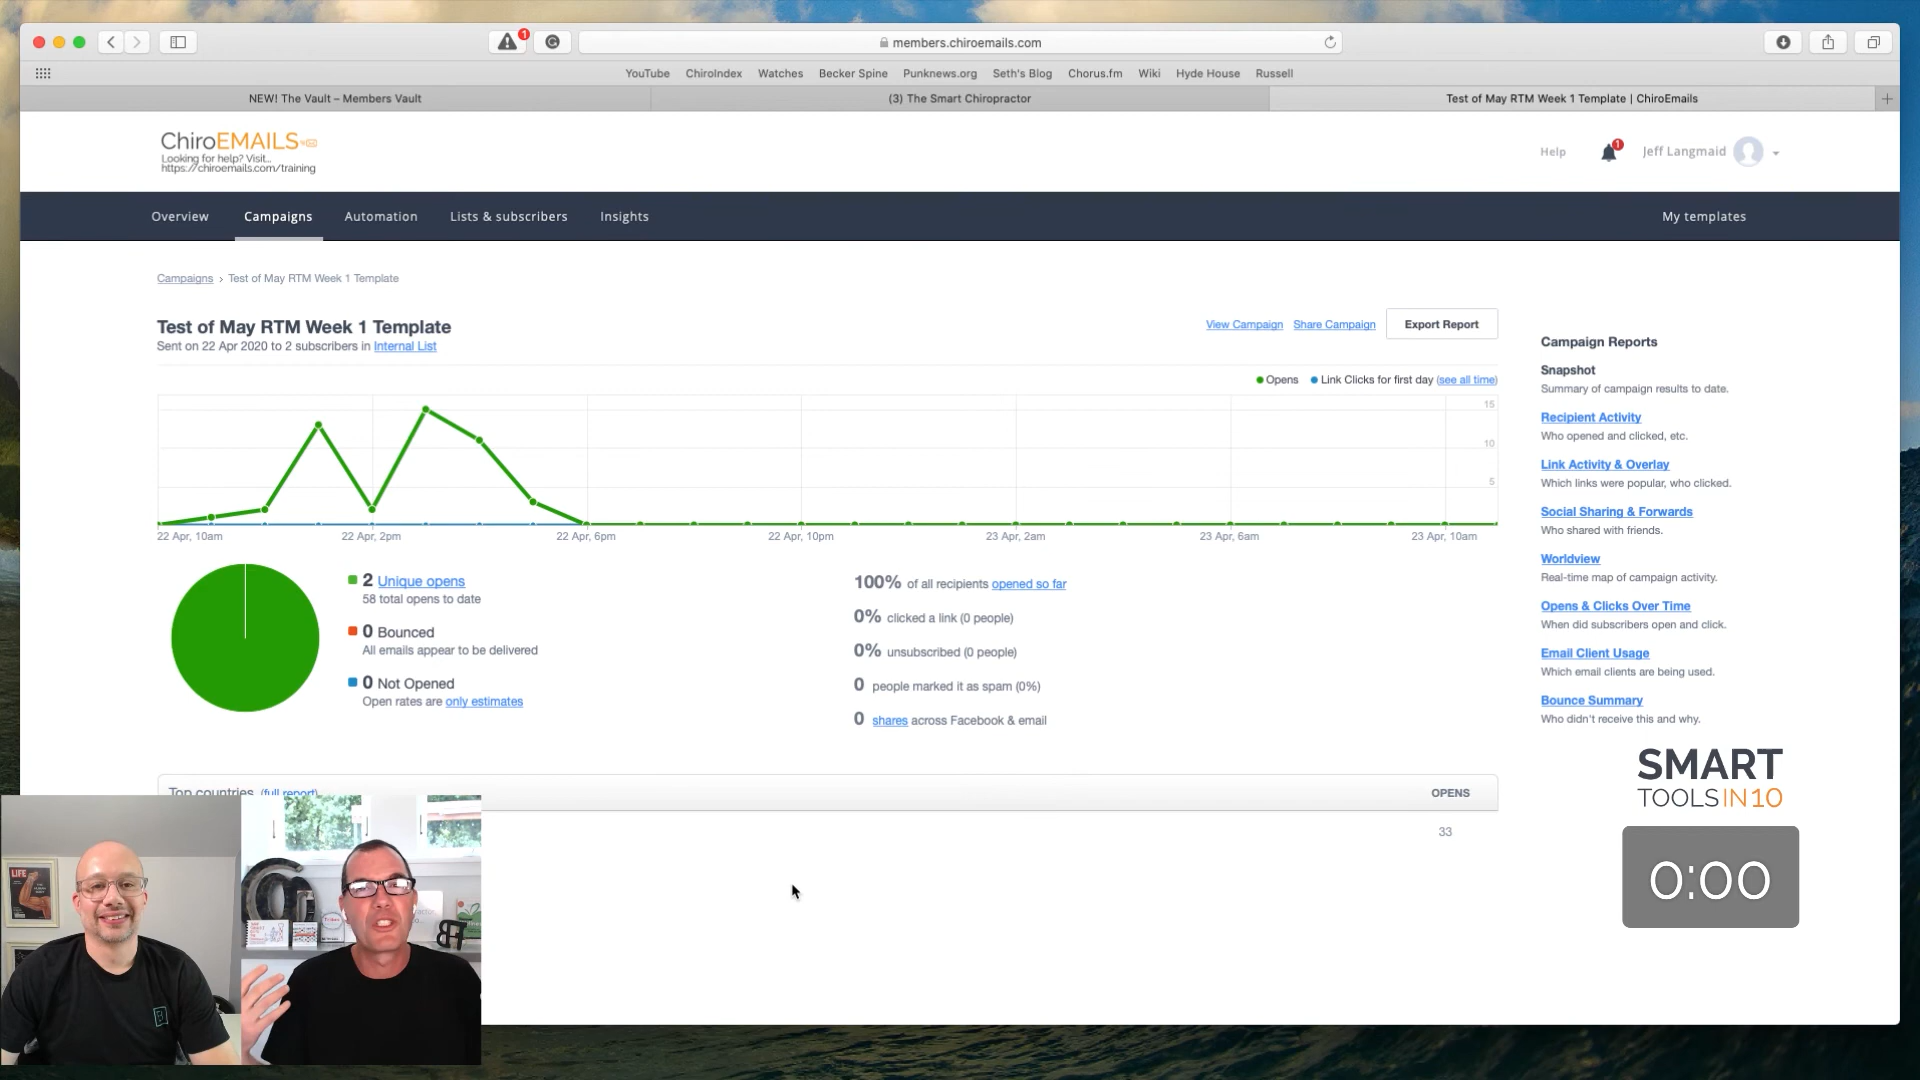 members.chiroemails.com
1
YouTube ChiroIndex Watches Becker Spine Punknews.org Seth's Blog Chorus.fm Wiki Hyde House Russell
NEW! The Vault – Members Vault
(3) The Smart Chiropractor
Test of May RTM Week 1 Template | ChiroEmails
ChiroEMAILS
Looking for help? Visit...
https://chiroemails.com/training
Help
1
Jeff Langmaid
Overview Campaigns Automation Lists & subscribers Insights My templates
Campaigns › Test of May RTM Week 1 Template
Test of May RTM Week 1 Template
Sent on 22 Apr 2020 to 2 subscribers in Internal List
View Campaign Share Campaign Export Report
Opens Link Clicks for first day (see all time)
15
10
5
22 Apr, 10am 22 Apr, 2pm 22 Apr, 6pm 22 Apr, 10pm 23 Apr, 2am 23 Apr, 6am 23 Apr, 10am
2 Unique opens
58 total opens to date
0 Bounced
All emails appear to be delivered
0 Not Opened
Open rates are only estimates
100% of all recipients opened so far
0% clicked a link (0 people)
0% unsubscribed (0 people)
0 people marked it as spam (0%)
0 shares across Facebook & email
Top countries (full report)
OPENS
33
Campaign Reports
Snapshot
Summary of campaign results to date.
Recipient Activity
Who opened and clicked, etc.
Link Activity & Overlay
Which links were popular, who clicked.
Social Sharing & Forwards
Who shared with friends.
Worldview
Real-time map of campaign activity.
Opens & Clicks Over Time
When did subscribers open and click.
Email Client Usage
Which email clients are being used.
Bounce Summary
Who didn't receive this and why.
SMART
TOOLS IN 10
0:00
LIFE